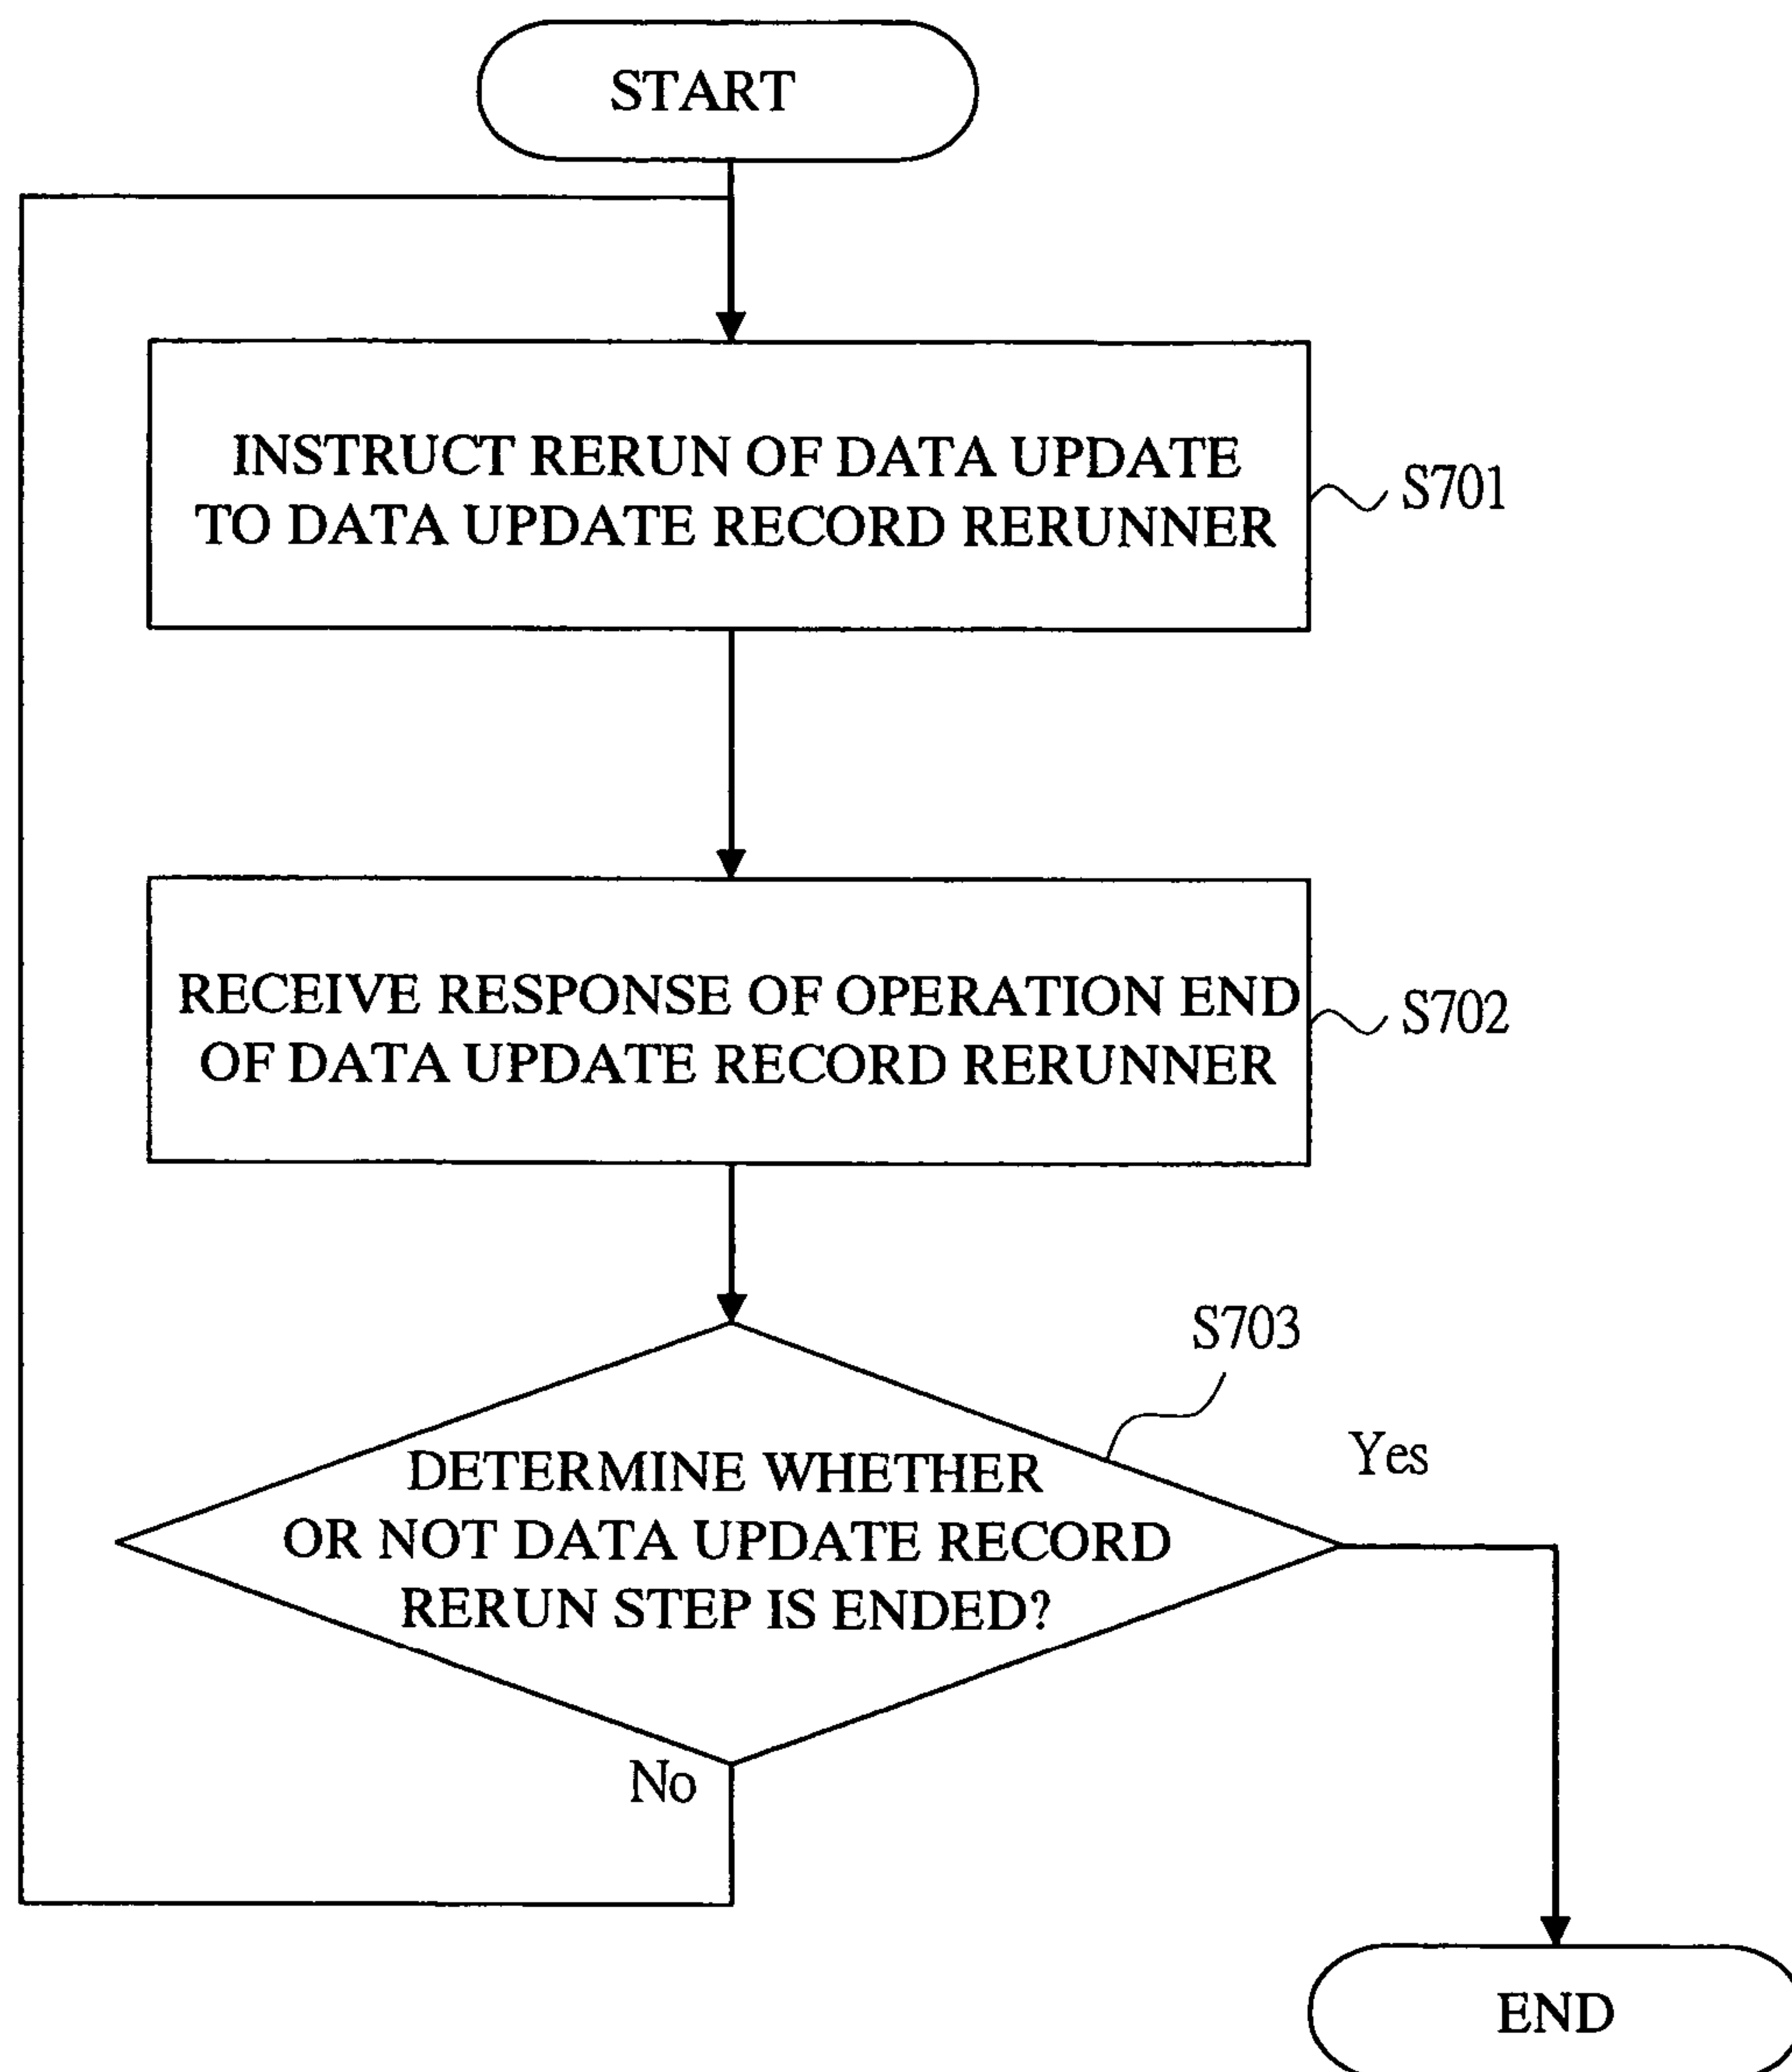 START
INSTRUCT RERUN OF DATA UPDATE
TO DATA UPDATE RECORD RERUNNER
S701
RECEIVE RESPONSE OF OPERATION END
OF DATA UPDATE RECORD RERUNNER
S702
S703
DETERMINE WHETHER
OR NOT DATA UPDATE RECORD
RERUN STEP IS ENDED?
Yes
No
END